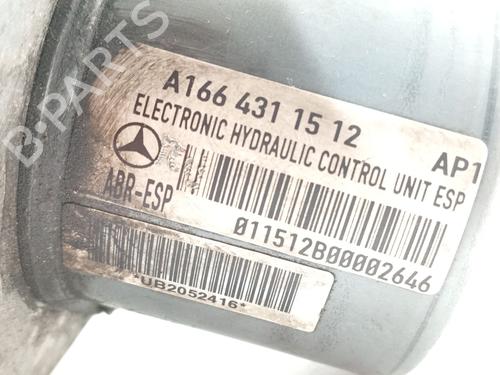 B-PARTS
A166 431 15 12
ELECTRONIC HYDRAULIC CONTROL UNIT ESP
AP1
ABR-ESP
011512B00002646
*UB2052416*